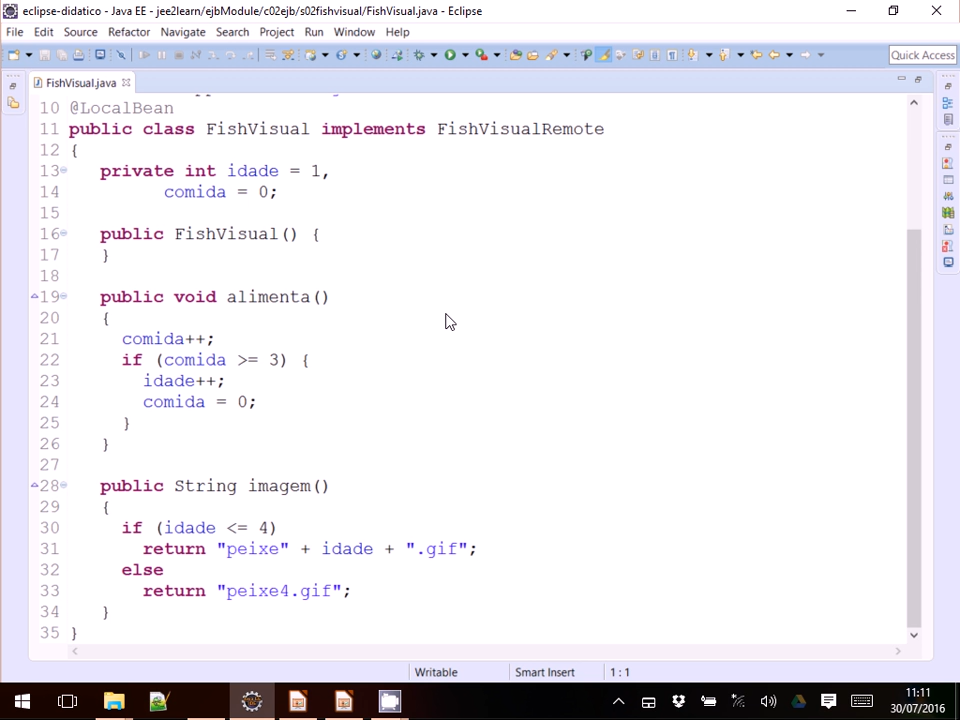 eclipse-didatico - Java EE - jee2learn/ejbModule/c02ejb/s02fishvisual/FishVisual.java - Eclipse
File Edit Source Refactor Navigate Search Project Run Window Help
Quick Access
FishVisual.java
10 @LocalBean
11 public class FishVisual implements FishVisualRemote
12 {
13 private int idade = 1,
14 comida = 0;
15
16 public FishVisual() {
17 }
18
19 public void alimenta()
20 {
21 comida++;
22 if (comida >= 3) {
23 idade++;
24 comida = 0;
25 }
26 }
27
28 public String imagem()
29 {
30 if (idade <= 4)
31 return "peixe" + idade + ".gif";
32 else
33 return "peixe4.gif";
34 }
35 }
Writable Smart Insert 1 : 1
11:11
30/07/2016